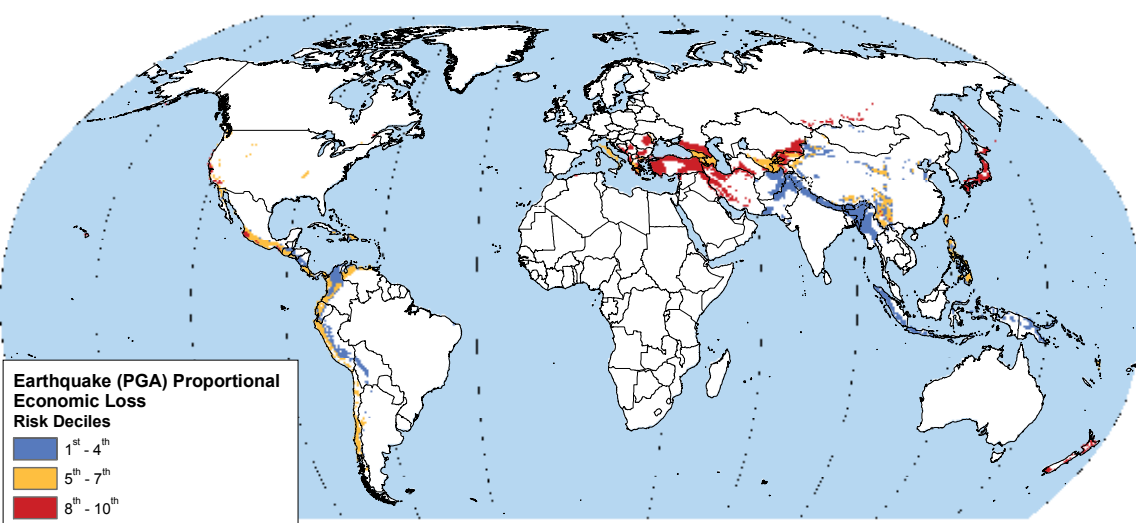 Earthquake (PGA) Proportional
Economic Loss
Risk Deciles
1st - 4th
5th - 7th
8th - 10th